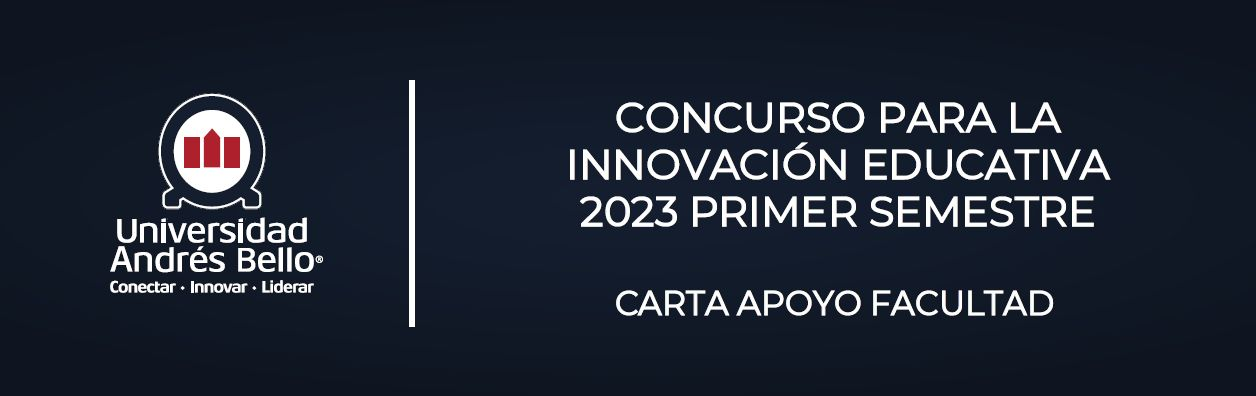 Universidad
Andrés Bello®
Conectar · Innovar · Liderar
CONCURSO PARA LA
INNOVACIÓN EDUCATIVA
2023 PRIMER SEMESTRE
CARTA APOYO FACULTAD